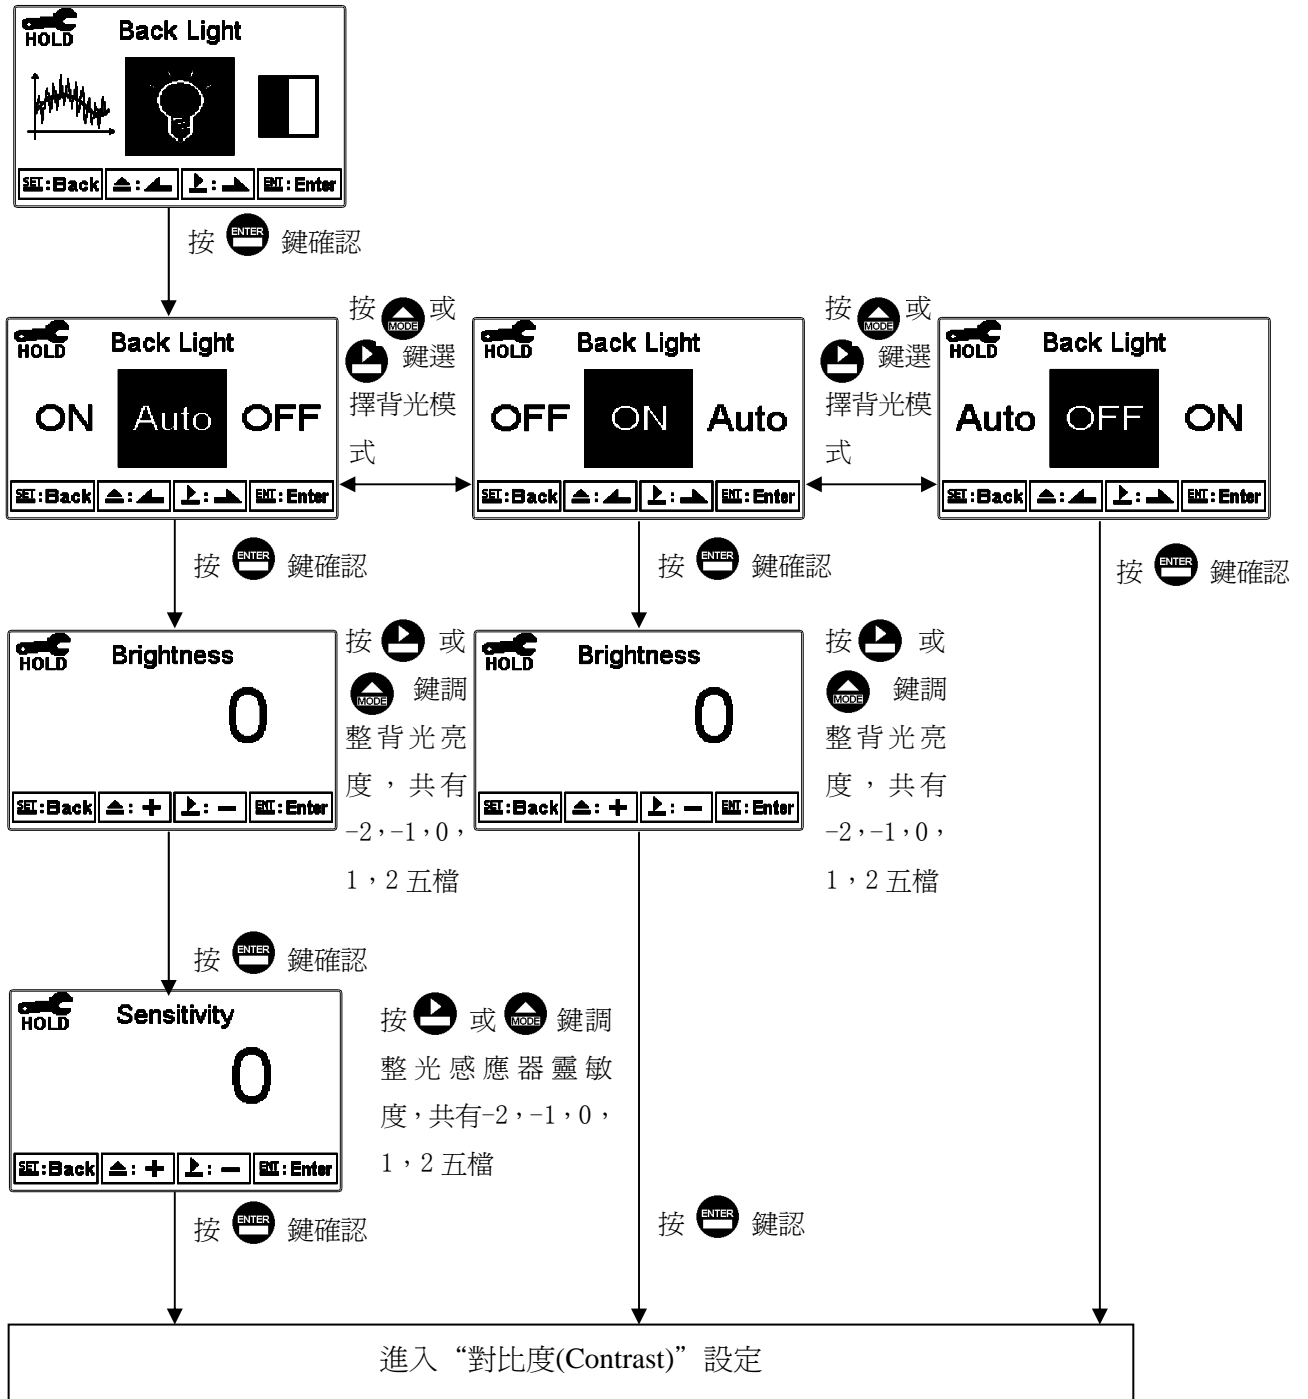 HOLD Back Light
SET:Back : : ENT:Enter
按 ENTER 鍵確認
HOLD Back Light
ON Auto OFF
SET:Back : : ENT:Enter
按 MODE 或
鍵選
擇背光模
式
HOLD Back Light
OFF ON Auto
SET:Back : : ENT:Enter
按 MODE 或
鍵選
擇背光模
式
HOLD Back Light
Auto OFF ON
SET:Back : : ENT:Enter
按 ENTER 鍵確認
按 ENTER 鍵確認
按 ENTER 鍵確認
HOLD Brightness
0
SET:Back : + : − ENT:Enter
按 或
MODE 鍵調
整背光亮
度，共有
-2，-1，0，
1，2 五檔
HOLD Brightness
0
SET:Back : + : − ENT:Enter
按 或
MODE 鍵調
整背光亮
度，共有
-2，-1，0，
1，2 五檔
按 ENTER 鍵確認
HOLD Sensitivity
0
SET:Back : + : − ENT:Enter
按 或 MODE 鍵調
整光感應器靈敏
度，共有-2，-1，0，
1，2 五檔
按 ENTER 鍵確認
按 ENTER 鍵認
進入“對比度(Contrast)”設定